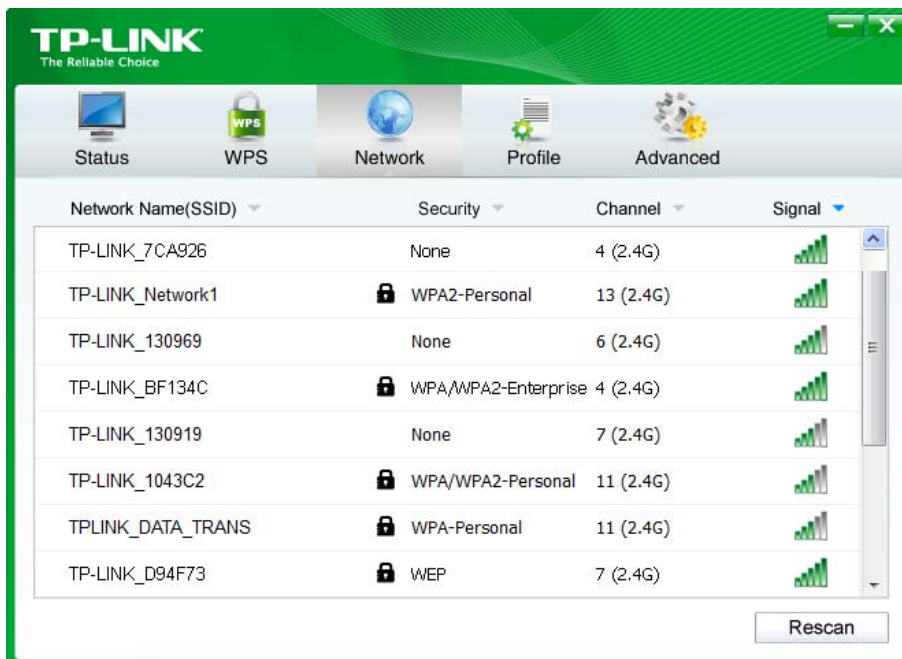 TP-LINK
The Reliable Choice
WPS
Status WPS Network Profile Advanced
Network Name(SSID) Security Channel Signal
TP-LINK_7CA926 None 4 (2.4G)
TP-LINK_Network1 WPA2-Personal 13 (2.4G)
TP-LINK_130969 None 6 (2.4G)
TP-LINK_BF134C WPA/WPA2-Enterprise 4 (2.4G)
TP-LINK_130919 None 7 (2.4G)
TP-LINK_1043C2 WPA/WPA2-Personal 11 (2.4G)
TPLINK_DATA_TRANS WPA-Personal 11 (2.4G)
TP-LINK_D94F73 WEP 7 (2.4G)
Rescan